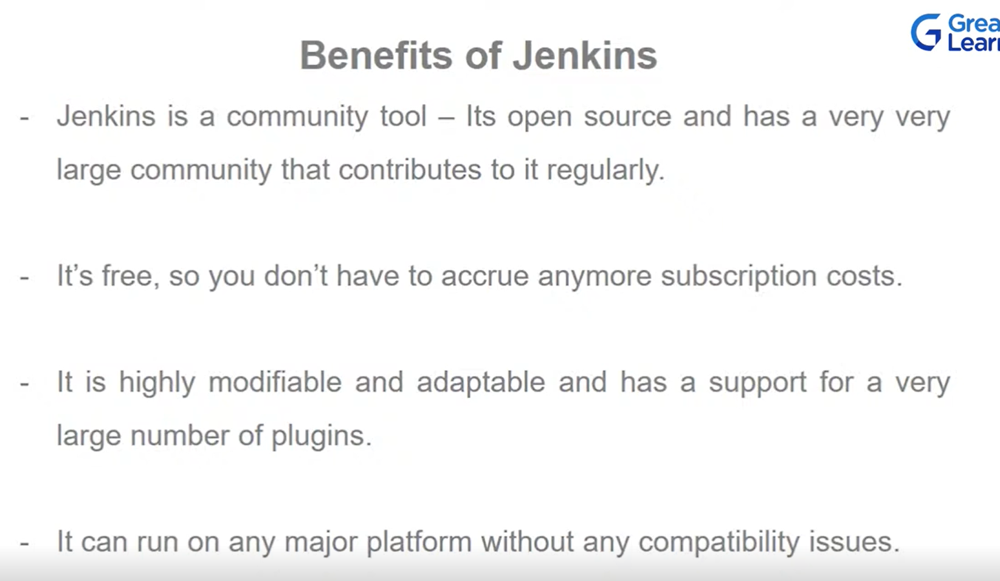 Grea
Lear
Benefits of Jenkins
- Jenkins is a community tool – Its open source and has a very very
large community that contributes to it regularly.
- It’s free, so you don’t have to accrue anymore subscription costs.
- It is highly modifiable and adaptable and has a support for a very
large number of plugins.
- It can run on any major platform without any compatibility issues.